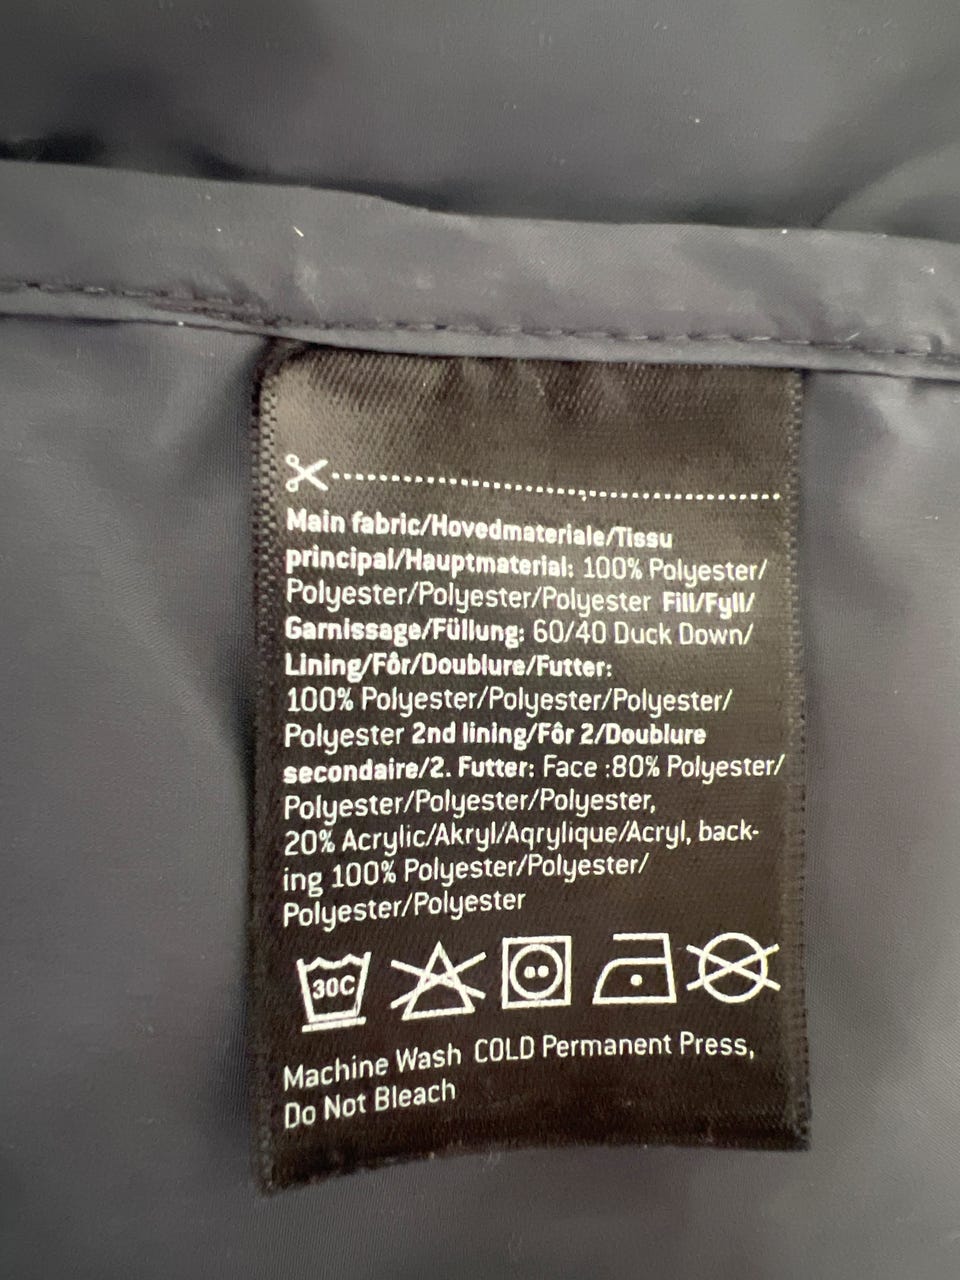 Main fabric/Hovedmateriale/Tissu
principal/Hauptmaterial: 100% Polyester/
Polyester/Polyester/Polyester Fill/Fyll/
Garnissage/Füllung: 60/40 Duck Down/
Lining/Fôr/Doublure/Futter:
100% Polyester/Polyester/Polyester/
Polyester 2nd lining/Fôr 2/Doublure
secondaire/2. Futter: Face :80% Polyester/
Polyester/Polyester/Polyester,
20% Acrylic/Akryl/Aqrylique/Acryl, back-
ing 100% Polyester/Polyester/
Polyester/Polyester
30C
Machine Wash COLD Permanent Press,
Do Not Bleach